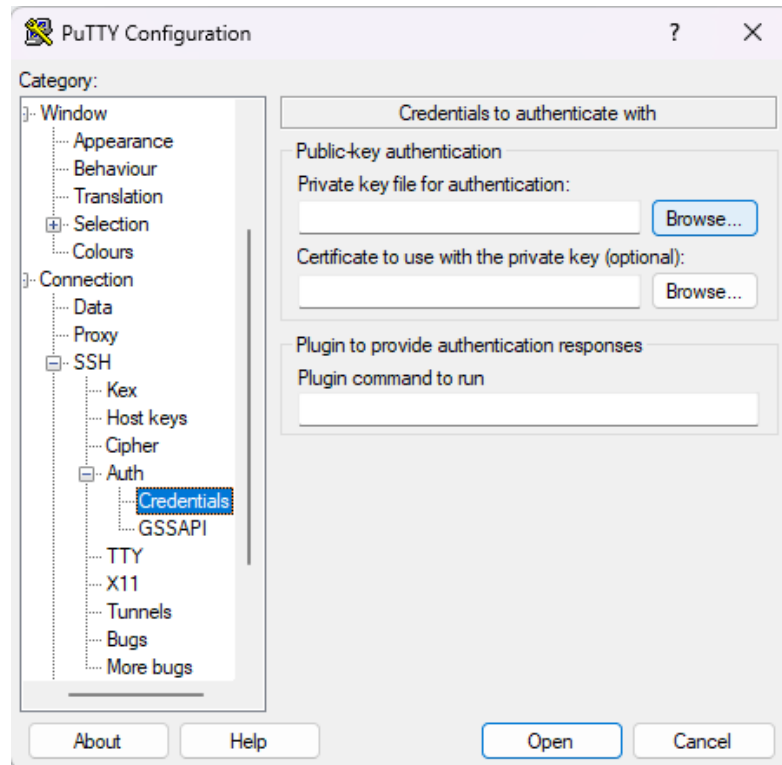 PuTTY Configuration
?
Category:
Window
Appearance
Behaviour
Translation
Selection
Colours
Connection
Data
Proxy
SSH
Kex
Host keys
Cipher
Auth
Credentials
GSSAPI
TTY
X11
Tunnels
Bugs
More bugs
Credentials to authenticate with
Public-key authentication
Private key file for authentication:
Browse...
Certificate to use with the private key (optional):
Browse...
Plugin to provide authentication responses
Plugin command to run
About
Help
Open
Cancel